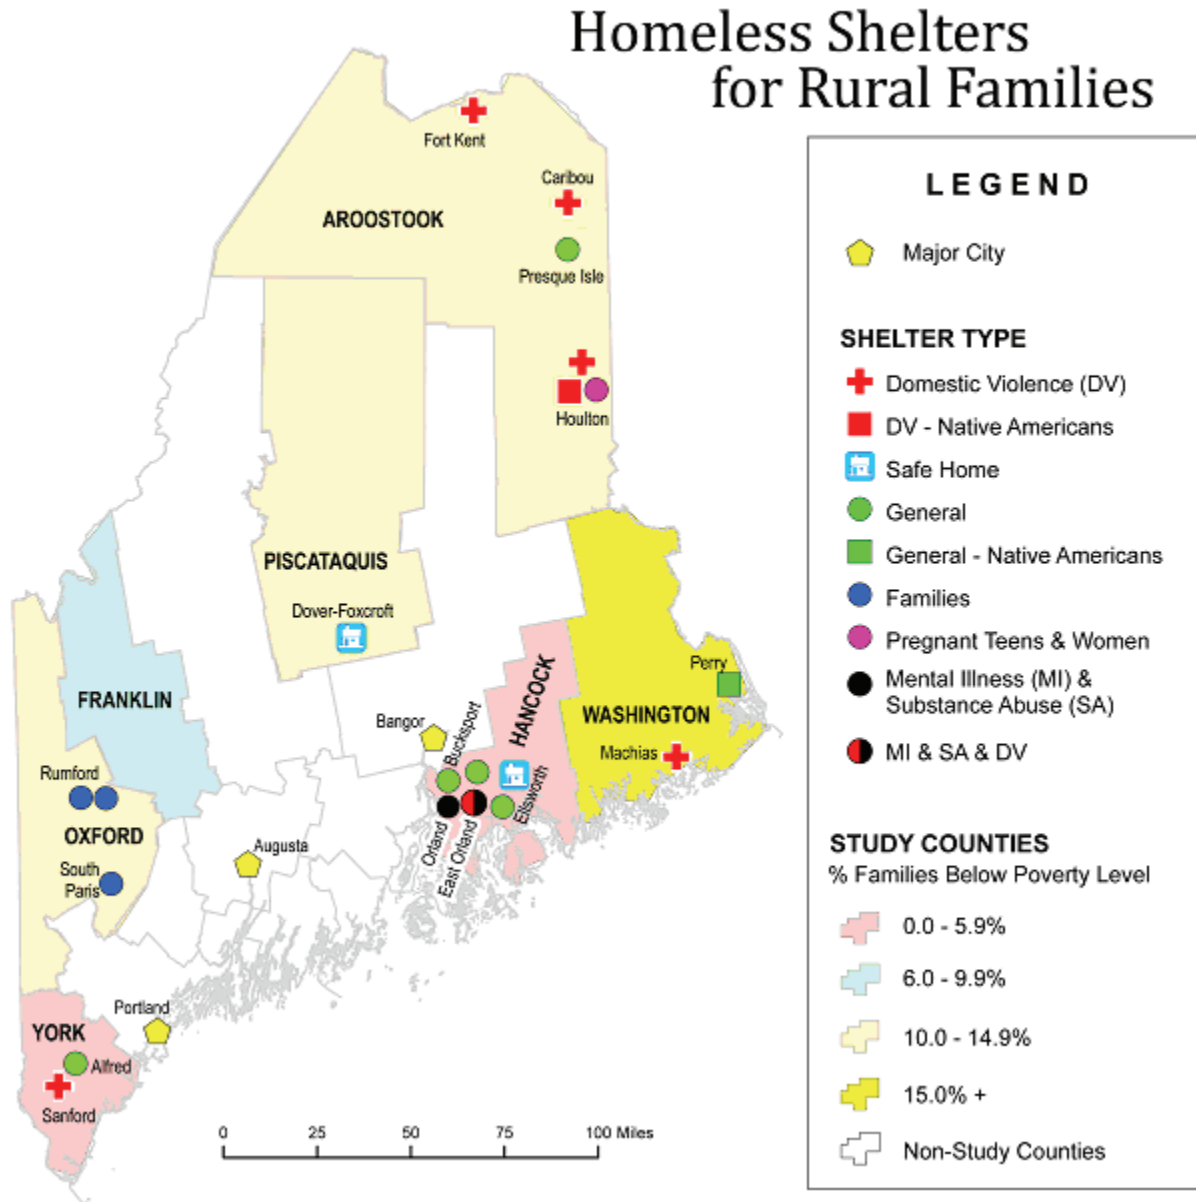 Homeless Shelters
for Rural Families
Fort Kent
Caribou
AROOSTOOK
Presque Isle
Houlton
PISCATAQUIS
Dover-Foxcroft
FRANKLIN
HANCOCK
Perry
WASHINGTON
Bangor
Bucksport
Machias
Rumford
Ellsworth
OXFORD
Orland
East Orland
Augusta
South
Paris
Portland
YORK
Alfred
Sanford
0 25 50 75 100 Miles
LEGEND
Major City
SHELTER TYPE
Domestic Violence (DV)
DV - Native Americans
Safe Home
General
General - Native Americans
Families
Pregnant Teens & Women
Mental Illness (MI) &
Substance Abuse (SA)
MI & SA & DV
STUDY COUNTIES
% Families Below Poverty Level
0.0 - 5.9%
6.0 - 9.9%
10.0 - 14.9%
15.0% +
Non-Study Counties